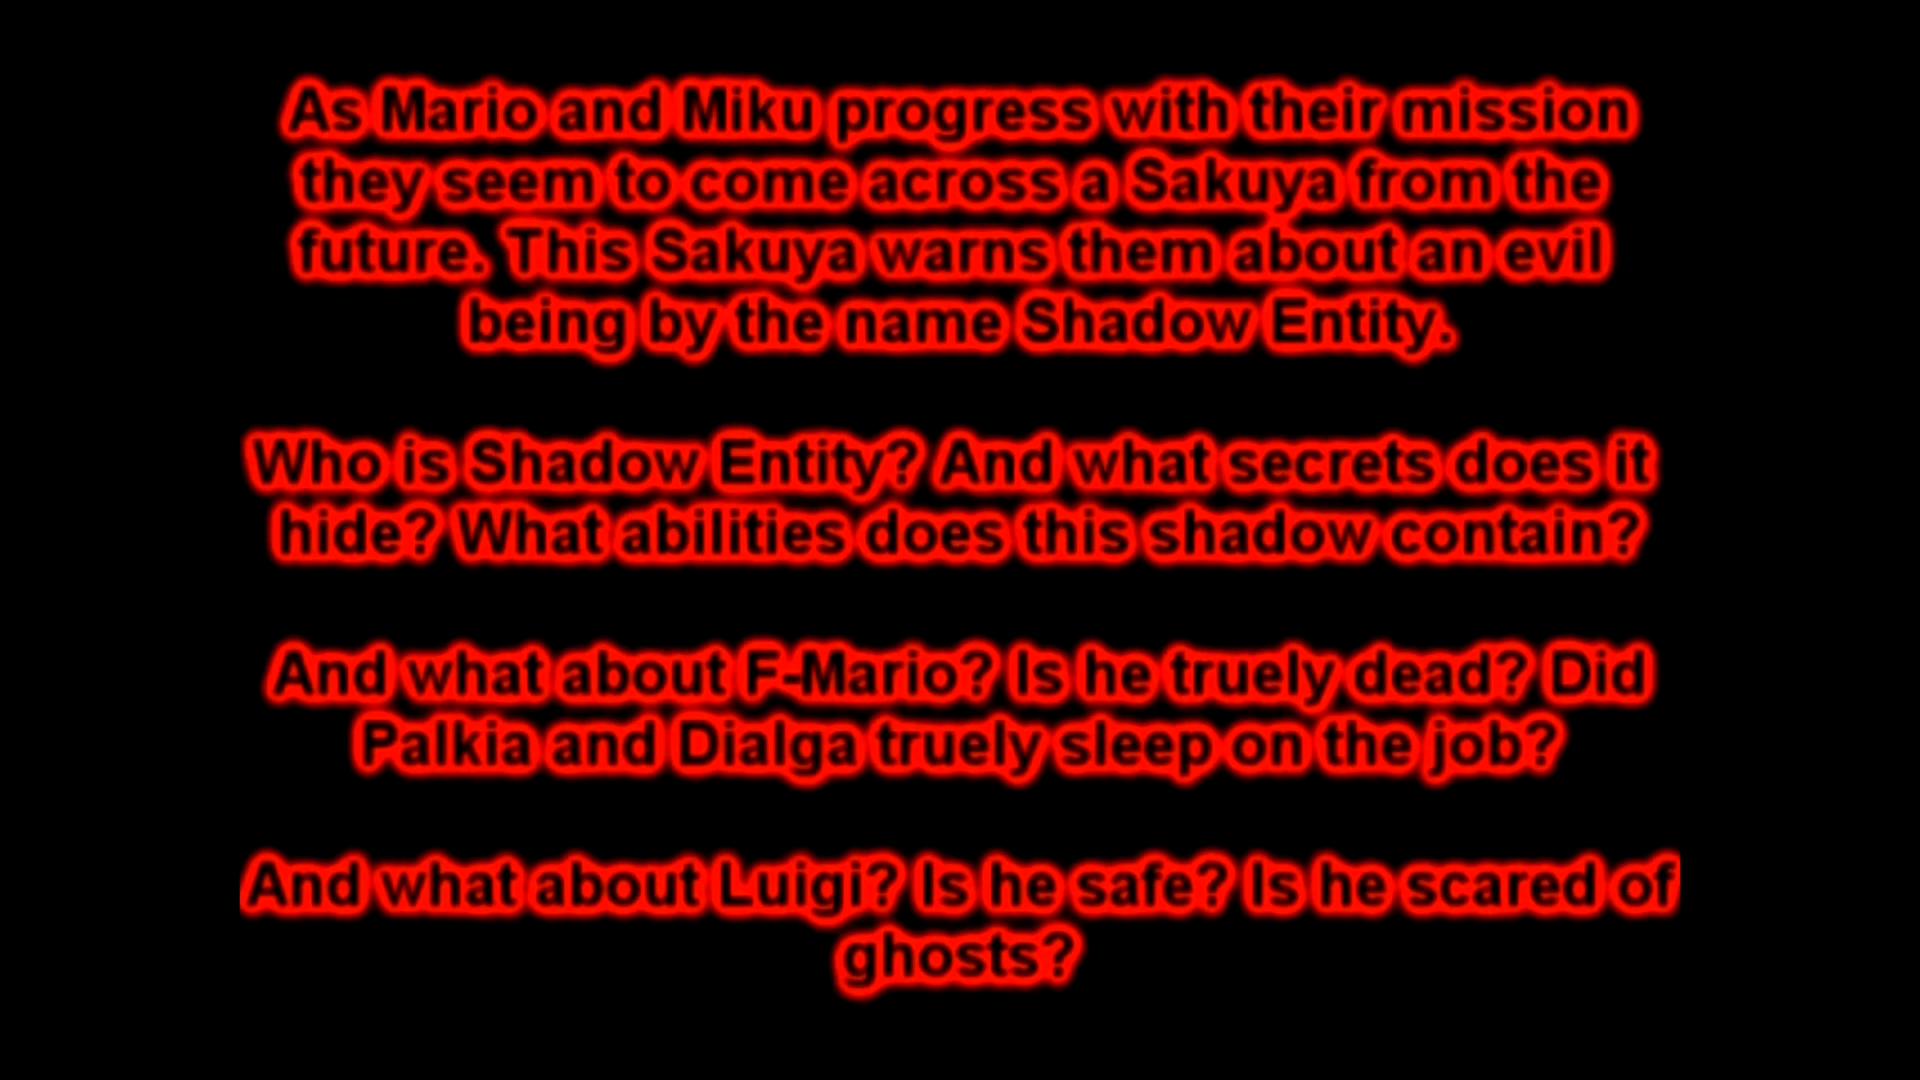 As Mario and Miku progress with their mission
they seem to come across a Sakuya from the
future. This Sakuya warns them about an evil
being by the name Shadow Entity.
Who is Shadow Entity? And what secrets does it
hide? What abilities does this shadow contain?
And what about F-Mario? Is he truely dead? Did
Palkia and Dialga truely sleep on the job?
And what about Luigi? Is he safe? Is he scared of
ghosts?